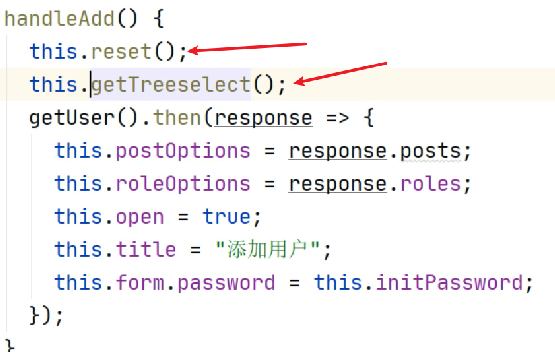 handleAdd() {
this.reset();
this.getTreeselect();
getUser().then(response => {
this.postOptions = response.posts;
this.roleOptions = response.roles;
this.open = true;
this.title = "添加用户";
this.form.password = this.initPassword;
});
}